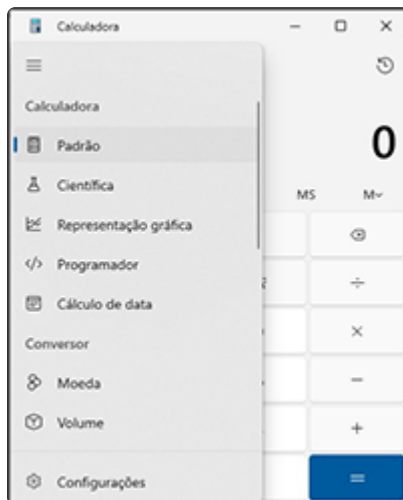 Calculadora
Calculadora
0
Padrão
Científica
MS M
Representação gráfica
Programador
÷
Cálculo de data
×
Conversor
Moeda
−
Volume
+
Configurações
=